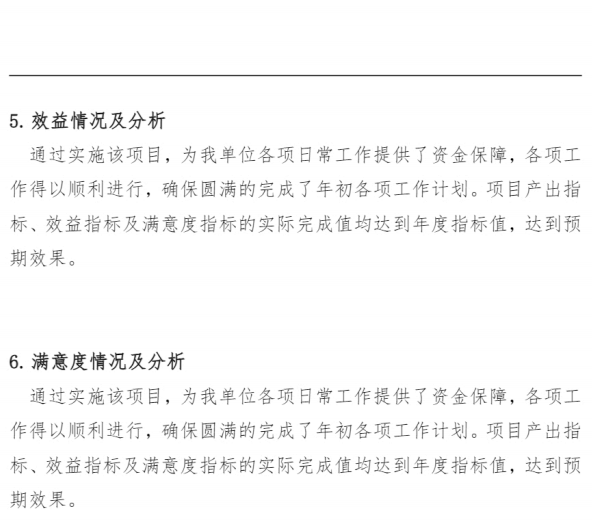 5. 效益情况及分析
通过实施该项目，为我单位各项日常工作提供了资金保障，各项工
作得以顺利进行，确保圆满的完成了年初各项工作计划。项目产出指
标、效益指标及满意度指标的实际完成值均达到年度指标值，达到预
期效果。
6. 满意度情况及分析
通过实施该项目，为我单位各项日常工作提供了资金保障，各项工
作得以顺利进行，确保圆满的完成了年初各项工作计划。项目产出指
标、效益指标及满意度指标的实际完成值均达到年度指标值，达到预
期效果。